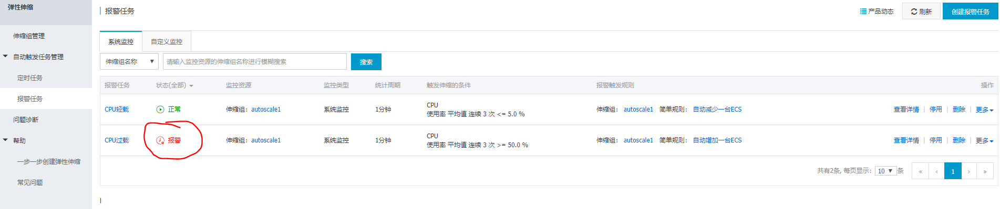 弹性伸缩
伸缩组管理
自动触发任务管理
定时任务
报警任务
问题诊断
帮助
一步一步创建弹性伸缩
常见问题
报警任务
产品动态 刷新 创建报警任务
系统监控 自定义监控
伸缩组名称 请输入监控资源的伸缩组名称进行模糊搜索 搜索
报警任务 状态(全部) 监控资源 监控类型 统计周期 触发伸缩的条件 报警触发规则 操作
CPU轻载 正常 伸缩组: autoscale1 系统监控 1分钟 CPU
使用率 平均值 连续 3 次 <= 5.0 % 伸缩组: autoscale1 简单规则: 自动减少一台ECS 查看详情 | 停用 | 删除 | 更多
CPU过载 报警 伸缩组: autoscale1 系统监控 1分钟 CPU
使用率 平均值 连续 3 次 >= 50.0 % 伸缩组: autoscale1 简单规则: 自动增加一台ECS 查看详情 | 停用 | 删除 | 更多
共有2条, 每页显示: 10 条 « ‹ 1 › »